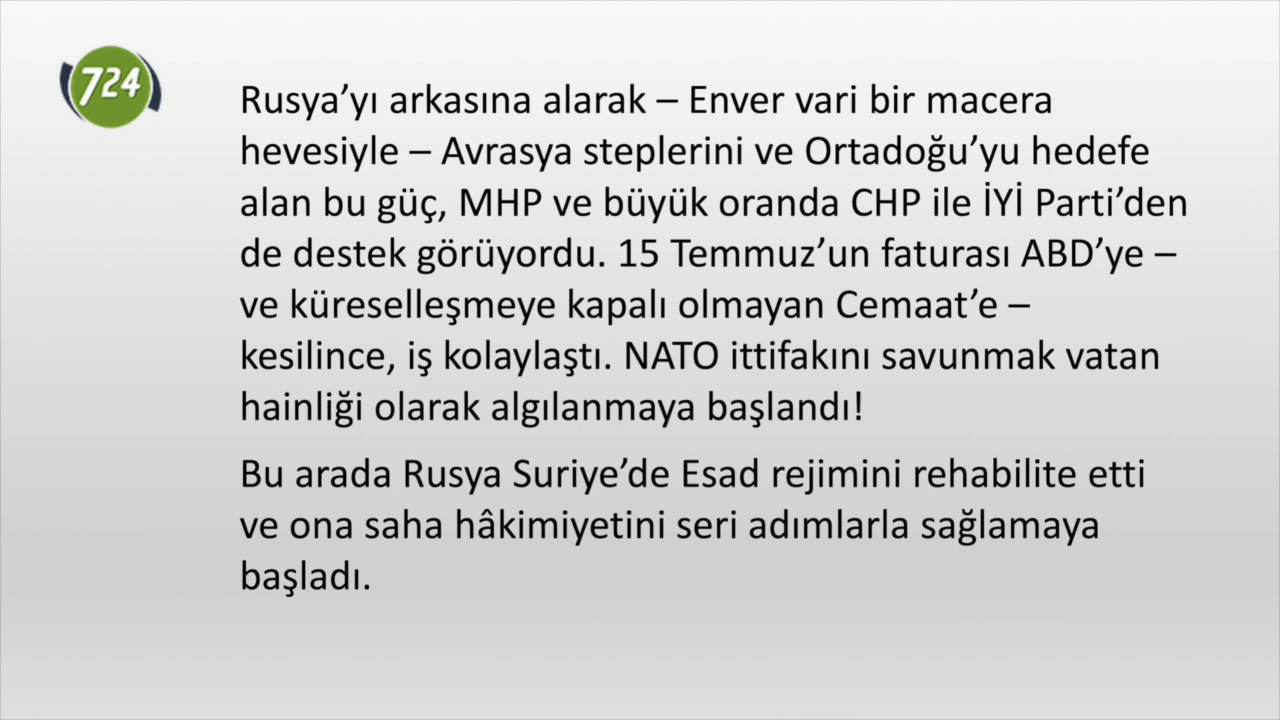 724
Rusya’yı arkasına alarak – Enver vari bir macera
hevesiyle – Avrasya steplerini ve Ortadoğu’yu hedefe
alan bu güç, MHP ve büyük oranda CHP ile İYİ Parti’den
de destek görüyordu. 15 Temmuz’un faturası ABD’ye –
ve küreselleşmeye kapalı olmayan Cemaat’e –
kesilince, iş kolaylaştı. NATO ittifakını savunmak vatan
hainliği olarak algılanmaya başlandı!
Bu arada Rusya Suriye’de Esad rejimini rehabilite etti
ve ona saha hâkimiyetini seri adımlarla sağlamaya
başladı.